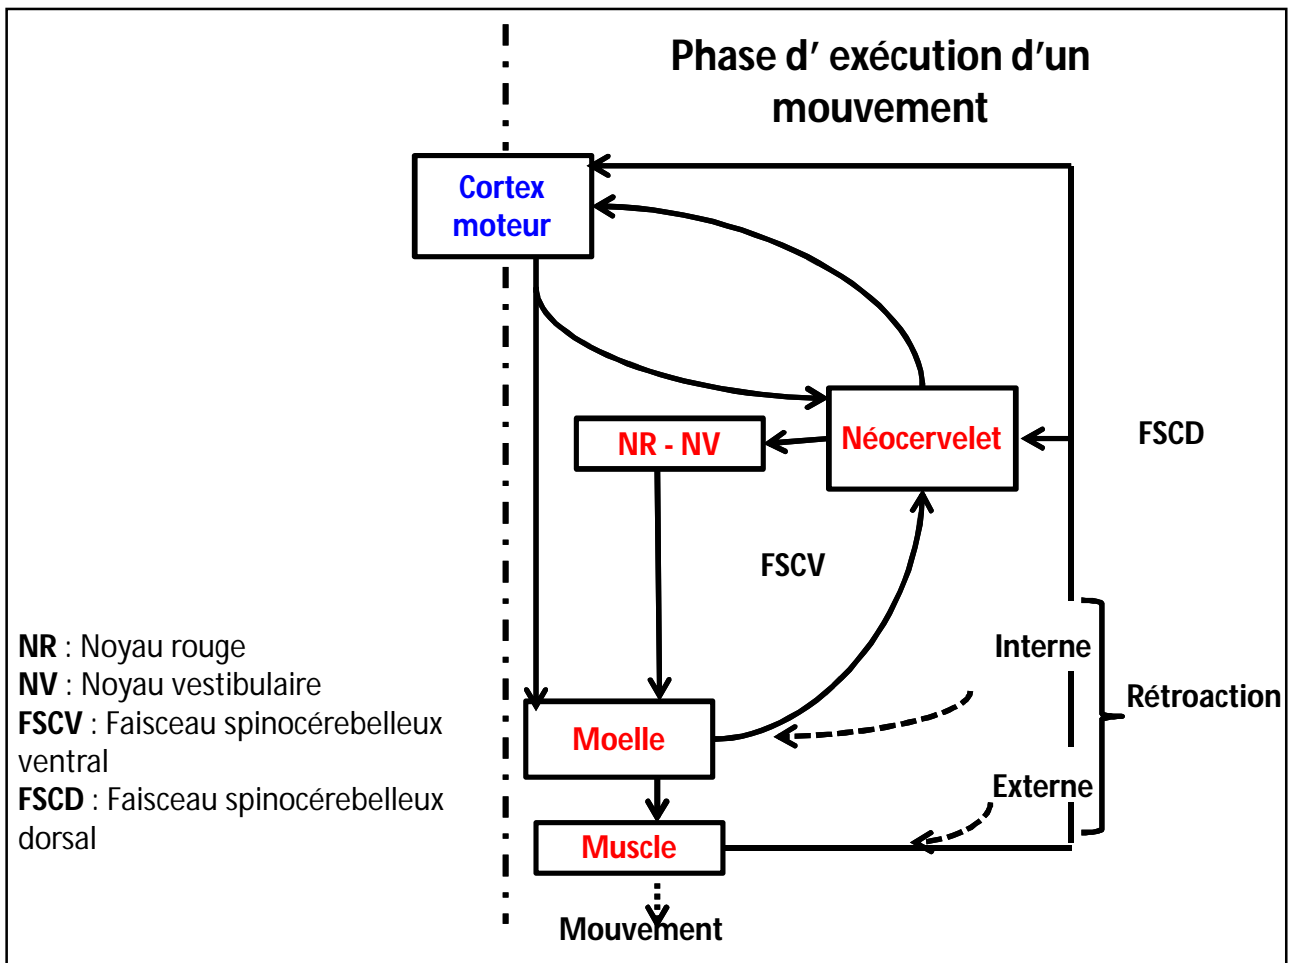 Phase d' exécution d'un
mouvement
Cortex
moteur
NR - NV
Néocervelet
FSCD
FSCV
Interne
Rétroaction
Moelle
Externe
Muscle
Mouvement
NR : Noyau rouge
NV : Noyau vestibulaire
FSCV : Faisceau spinocérebelleux
ventral
FSCD : Faisceau spinocérebelleux
dorsal